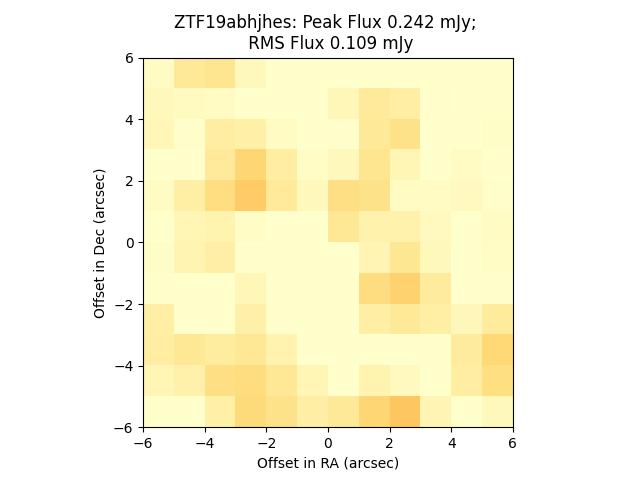 ZTF19abhjhes: Peak Flux 0.242 mJy;
RMS Flux 0.109 mJy
6
4
2
0
−2
−4
−6
Offset in Dec (arcsec)
−6 −4 −2 0 2 4 6
Offset in RA (arcsec)